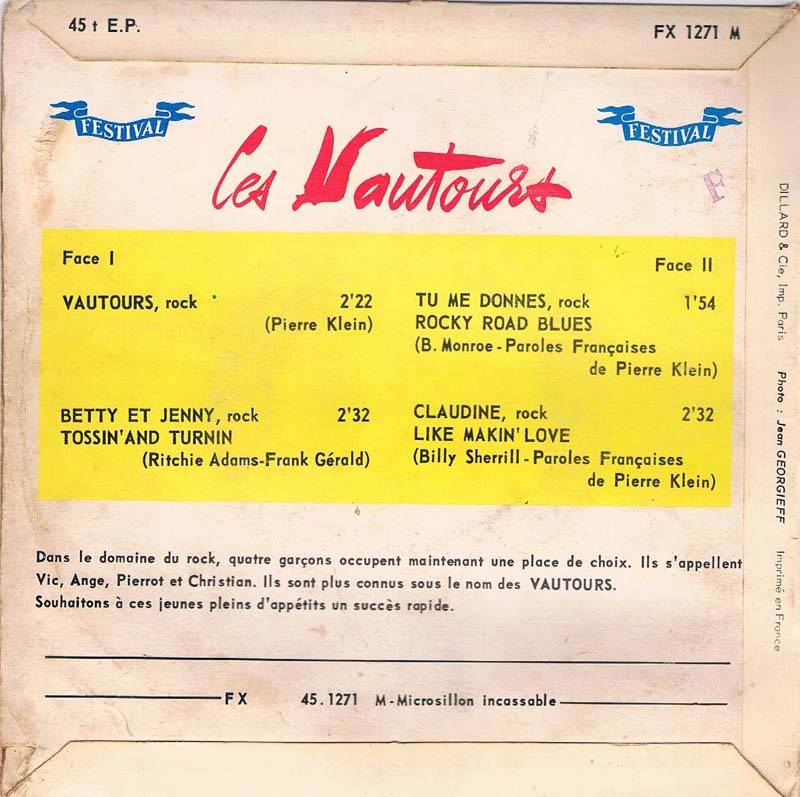 45 t E.P.
FX 1271 M
FESTIVAL
FESTIVAL
Les Vautours
F
Face I
VAUTOURS, rock 2'22
(Pierre Klein)
BETTY ET JENNY, rock 2'32
TOSSIN'AND TURNIN
(Ritchie Adams-Frank Gérald)
Face II
TU ME DONNES, rock 1'54
ROCKY ROAD BLUES
(B. Monroe - Paroles Françaises
de Pierre Klein)
CLAUDINE, rock 2'32
LIKE MAKIN' LOVE
(Billy Sherrill - Paroles Françaises
de Pierre Klein)
Dans le domaine du rock, quatre garçons occupent maintenant une place de choix. Ils s'appellent
Vic, Ange, Pierrot et Christian. Ils sont plus connus sous le nom des VAUTOURS.
Souhaitons à ces jeunes pleins d'appétits un succès rapide.
FX 45.1271 M - Microsillon incassable
DILLARD & Cie, Imp. Paris Photo : Jean GEORGIEFF Imprimé en France